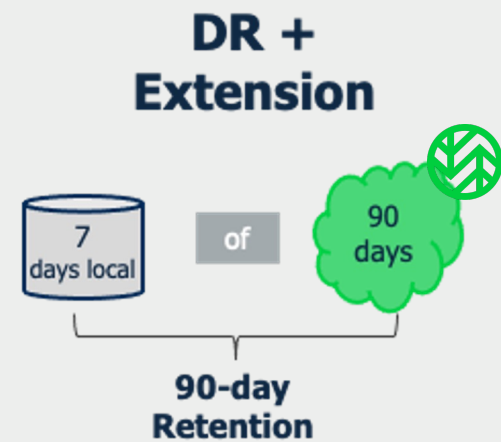 DR +
Extension
7
days local
of
90
days
90-day
Retention